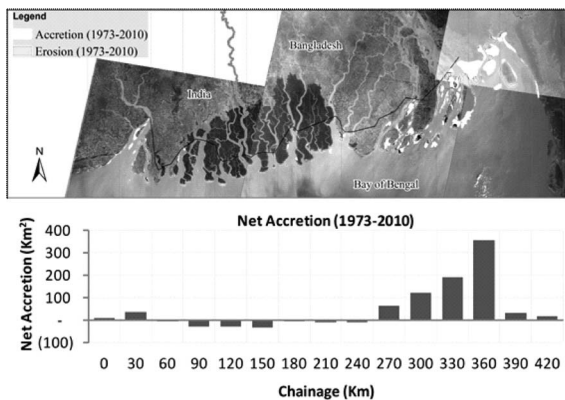 Legend
Accretion (1973-2010)
Erosion (1973-2010)
Bangladesh
India
N
Bay of Bengal
Net Accretion (1973-2010)
Net Accretion (Km²)
400
300
200
100
-
(100)
0 30 60 90 120 150 180 210 240 270 300 330 360 390 420
Chainage (Km)